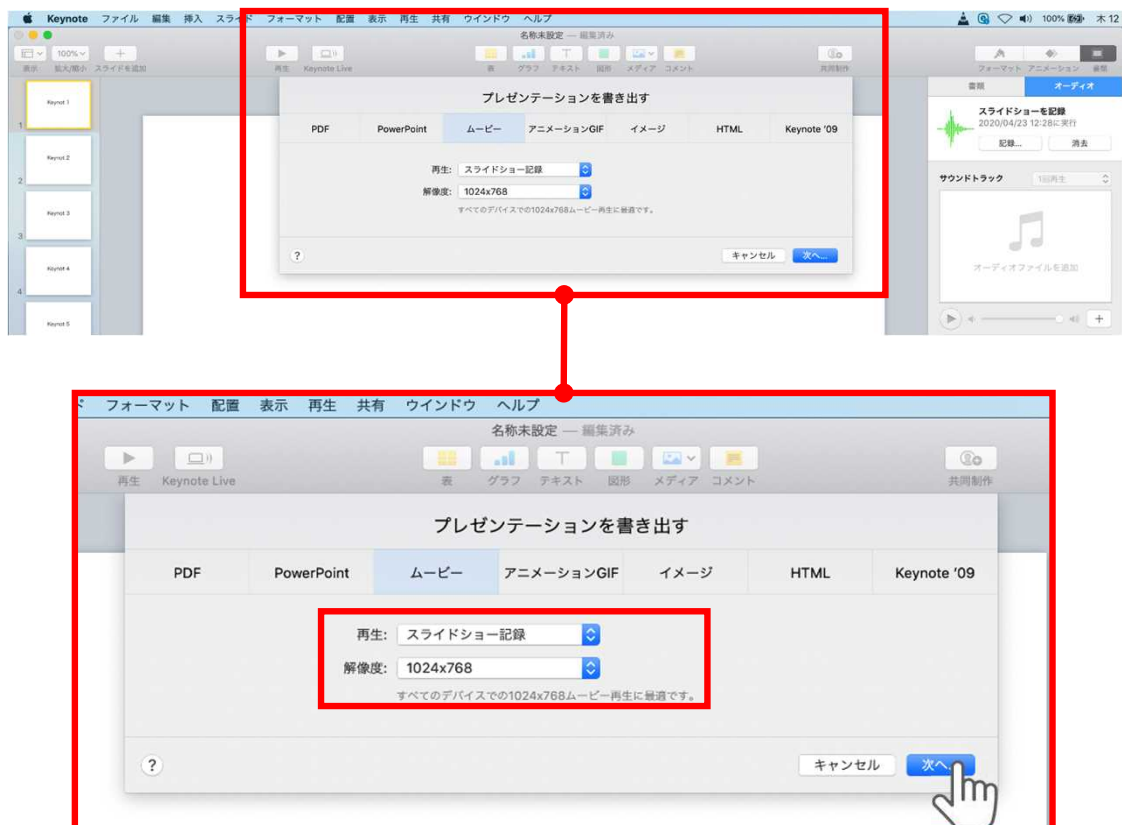 Keynote ファイル 編集 挿入 スライド フォーマット 配置 表示 再生 共有 ウインドウ ヘルプ 100% 木 12
名称未設定 — 編集済み
100%
表示 拡大/縮小 スライドを追加 再生 Keynote Live 表 グラフ テキスト 図形 メディア コメント 共同制作 フォーマット アニメーション 書類
書類 オーディオ
プレゼンテーションを書き出す
PDF PowerPoint ムービー アニメーションGIF イメージ HTML Keynote '09
再生: スライドショー記録
解像度: 1024x768
すべてのデバイスでの1024x768ムービー再生に最適です。
? キャンセル 次へ...
Keynot 1
1
Keynot 2
2
Keynot 3
3
Keynot 4
4
Keynot 5
スライドショーを記録
2020/04/23 12:28に実行
記録... 消去
サウンドトラック 1回再生
オーディオファイルを追加
ド フォーマット 配置 表示 再生 共有 ウインドウ ヘルプ
名称未設定 — 編集済み
再生 Keynote Live 表 グラフ テキスト 図形 メディア コメント 共同制作
プレゼンテーションを書き出す
PDF PowerPoint ムービー アニメーションGIF イメージ HTML Keynote '09
再生: スライドショー記録
解像度: 1024x768
すべてのデバイスでの1024x768ムービー再生に最適です。
? キャンセル 次へ